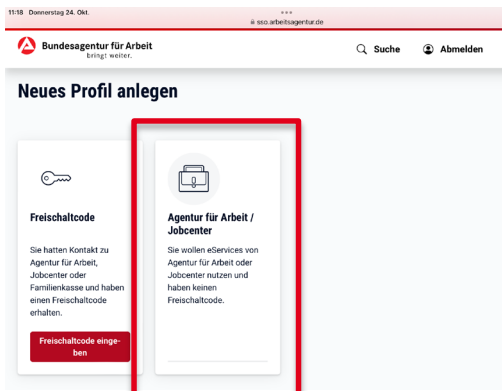 11:18 Donnerstag 24. Okt.
sso.arbeitsagentur.de
Bundesagentur für Arbeit
bringt weiter.
Suche
Abmelden
Neues Profil anlegen
Freischaltcode
Sie hatten Kontakt zu
Agentur für Arbeit,
Jobcenter oder
Familienkasse und haben
einen Freischaltcode
erhalten.
Freischaltcode einge-
ben
Agentur für Arbeit /
Jobcenter
Sie wollen eServices von
Agentur für Arbeit oder
Jobcenter nutzen und
haben keinen
Freischaltcode.